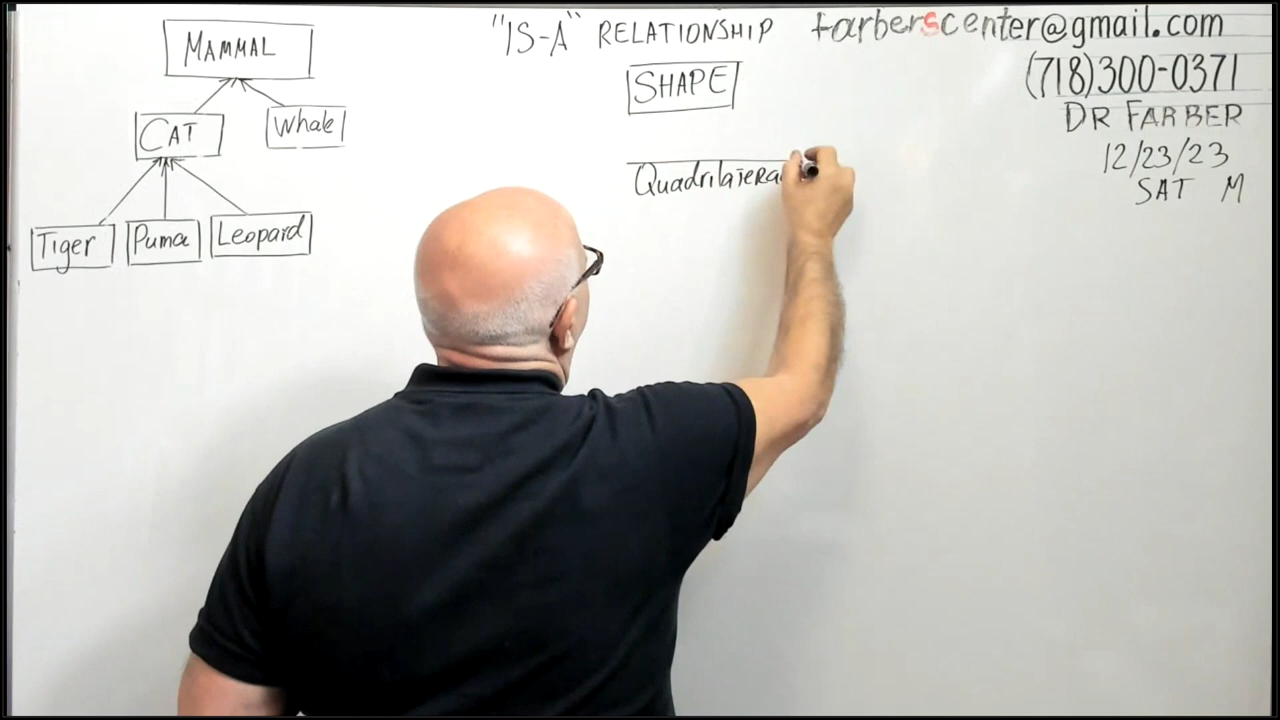 MAMMAL
CAT
Whale
Tiger
Puma
Leopard
"IS-A" RELATIONSHIP
SHAPE
Quadrilatera
farberscenter@gmail.com
(718)300-0371
DR FARBER
12/23/23
SAT M